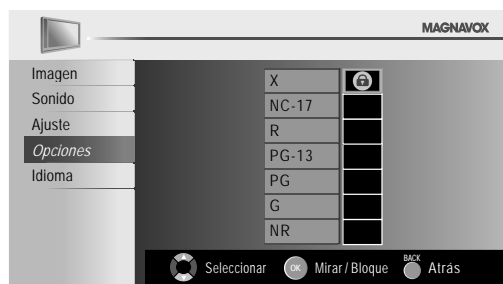 MAGNAVOX
Imagen
Sonido
Ajuste
Opciones
Idioma
X
NC-17
R
PG-13
PG
G
NR
Seleccionar OK Mirar / Bloque BACK Atrás